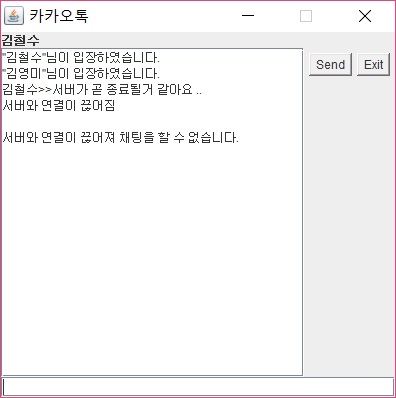 카카오톡
김철수
"김철수"님이 입장하였습니다.
"김영미"님이 입장하였습니다.
김철수>>서버가 곧 종료될거 같아요 ..
서버와 연결이 끊어짐
서버와 연결이 끊어져 채팅을 할 수 없습니다.
Send
Exit